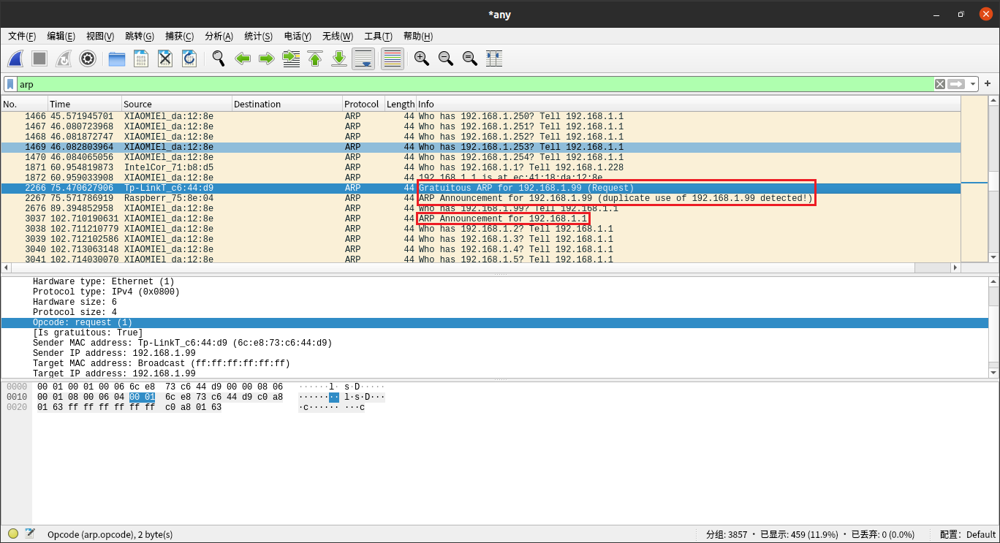 *any
文件(F) 编辑(E) 视图(V) 跳转(G) 捕获(C) 分析(A) 统计(S) 电话(Y) 无线(W) 工具(T) 帮助(H)
arp
No. Time Source Destination Protocol Length Info
1466 45.571945701 XIAOMIEl_da:12:8e ARP 44 Who has 192.168.1.250? Tell 192.168.1.1
1467 46.080723968 XIAOMIEl_da:12:8e ARP 44 Who has 192.168.1.251? Tell 192.168.1.1
1468 46.081872747 XIAOMIEl_da:12:8e ARP 44 Who has 192.168.1.252? Tell 192.168.1.1
1469 46.082803964 XIAOMIEl_da:12:8e ARP 44 Who has 192.168.1.253? Tell 192.168.1.1
1470 46.084065056 XIAOMIEl_da:12:8e ARP 44 Who has 192.168.1.254? Tell 192.168.1.1
1871 60.954819873 IntelCor_71:b8:d5 ARP 44 Who has 192.168.1.1? Tell 192.168.1.228
1872 60.959033908 XIAOMIEl_da:12:8e ARP 44 192.168.1.1 is at ec:41:18:da:12:8e
2266 75.470627906 Tp-LinkT_c6:44:d9 ARP 44 Gratuitous ARP for 192.168.1.99 (Request)
2267 75.571786919 Raspberr_75:8e:04 ARP 44 ARP Announcement for 192.168.1.99 (duplicate use of 192.168.1.99 detected!)
2676 89.394852958 XIAOMIEl_da:12:8e ARP 44 Who has 192.168.1.99? Tell 192.168.1.1
3037 102.710190631 XIAOMIEl_da:12:8e ARP 44 ARP Announcement for 192.168.1.1
3038 102.711210779 XIAOMIEl_da:12:8e ARP 44 Who has 192.168.1.2? Tell 192.168.1.1
3039 102.712102586 XIAOMIEl_da:12:8e ARP 44 Who has 192.168.1.3? Tell 192.168.1.1
3040 102.713063148 XIAOMIEl_da:12:8e ARP 44 Who has 192.168.1.4? Tell 192.168.1.1
3041 102.714030070 XIAOMIEl_da:12:8e ARP 44 Who has 192.168.1.5? Tell 192.168.1.1
Hardware type: Ethernet (1)
Protocol type: IPv4 (0x0800)
Hardware size: 6
Protocol size: 4
Opcode: request (1)
[Is gratuitous: True]
Sender MAC address: Tp-LinkT_c6:44:d9 (6c:e8:73:c6:44:d9)
Sender IP address: 192.168.1.99
Target MAC address: Broadcast (ff:ff:ff:ff:ff:ff)
Target IP address: 192.168.1.99
0000 00 01 00 01 00 06 6c e8 73 c6 44 d9 00 00 08 06 ······l· s·D·····
0010 00 01 08 00 06 04 00 01 6c e8 73 c6 44 d9 c0 a8 ········ l·s·D···
0020 01 63 ff ff ff ff ff ff c0 a8 01 63 ·c······ ···c
Opcode (arp.opcode), 2 byte(s)
分组: 3857 · 已显示: 459 (11.9%) · 已丢弃: 0 (0.0%)
配置: Default